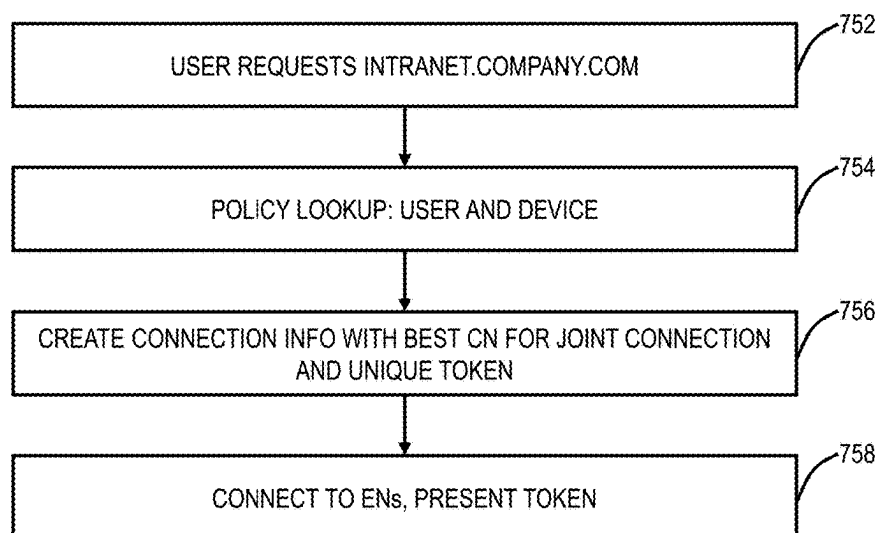 752
USER REQUESTS INTRANET.COMPANY.COM
754
POLICY LOOKUP: USER AND DEVICE
756
CREATE CONNECTION INFO WITH BEST CN FOR JOINT CONNECTION
AND UNIQUE TOKEN
758
CONNECT TO ENs, PRESENT TOKEN